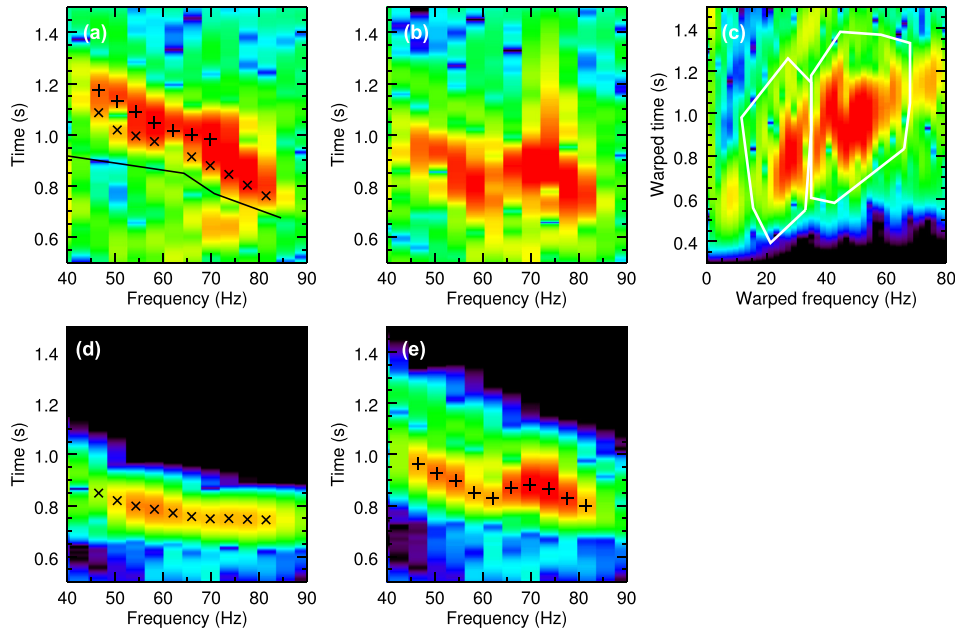 (a)
Time (s)
1.4
1.2
1.0
0.8
0.6
40 50 60 70 80 90
Frequency (Hz)
(b)
Time (s)
1.4
1.2
1.0
0.8
0.6
40 50 60 70 80 90
Frequency (Hz)
(c)
Warped time (s)
1.4
1.2
1.0
0.8
0.6
0.4
0 20 40 60 80
Warped frequency (Hz)
(d)
Time (s)
1.4
1.2
1.0
0.8
0.6
40 50 60 70 80 90
Frequency (Hz)
(e)
Time (s)
1.4
1.2
1.0
0.8
0.6
40 50 60 70 80 90
Frequency (Hz)